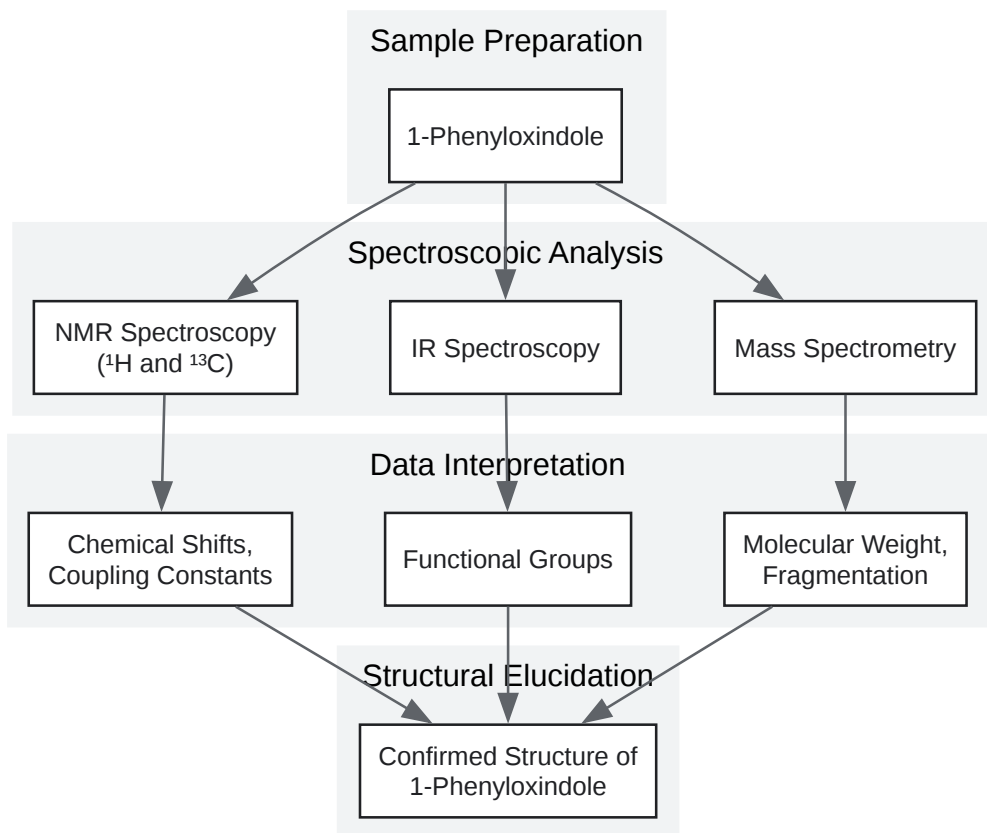 Sample Preparation
1-Phenyloxindole
Spectroscopic Analysis
NMR Spectroscopy
(¹H and ¹³C)
IR Spectroscopy
Mass Spectrometry
Data Interpretation
Chemical Shifts,
Coupling Constants
Functional Groups
Molecular Weight,
Fragmentation
Structural Elucidation
Confirmed Structure of
1-Phenyloxindole